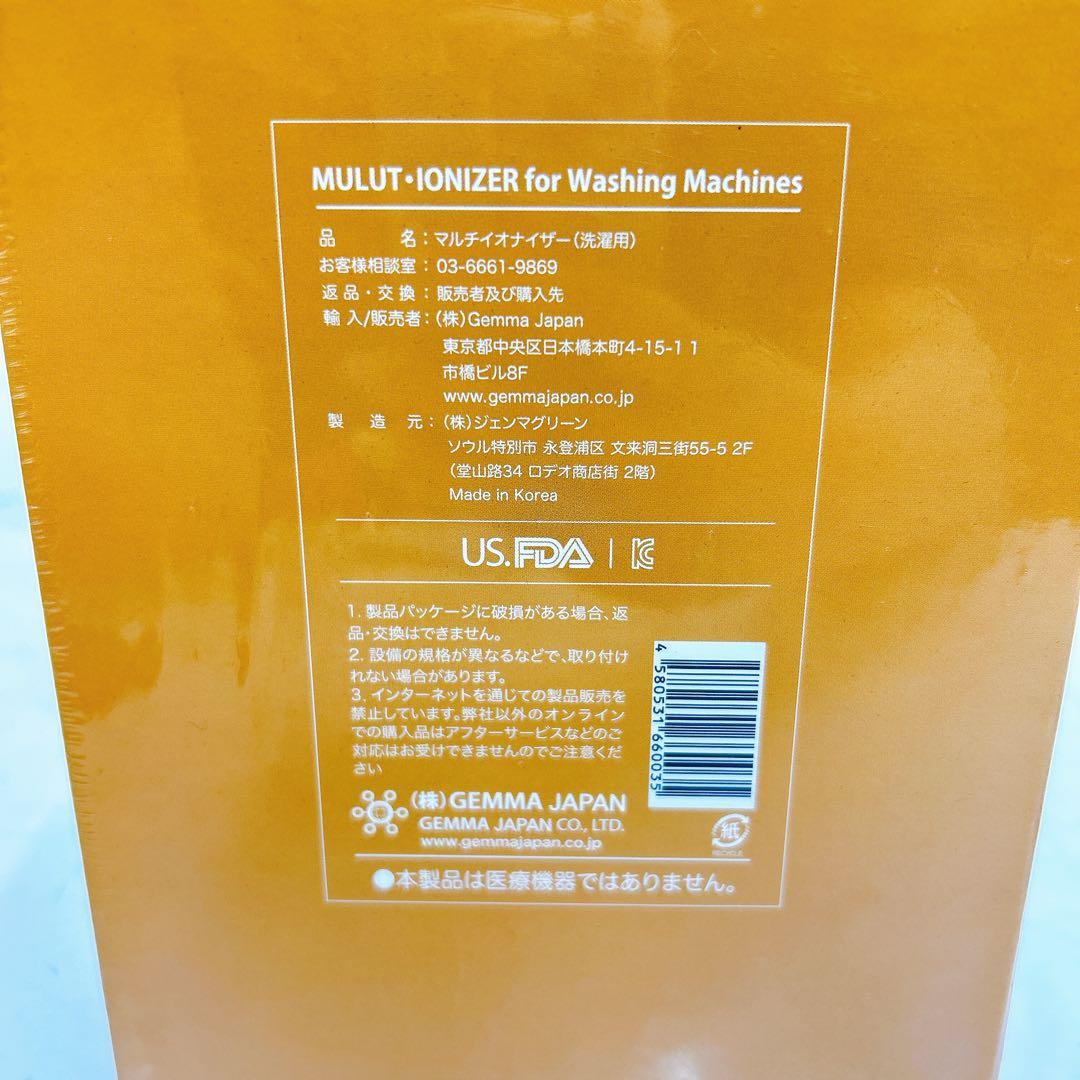 MULUT・IONIZER for Washing Machines
品 名：マルチイオナイザー（洗濯用）
お客様相談室：03-6661-9869
返品・交換：販売者及び購入先
輸入/販売者：（株）Gemma Japan
東京都中央区日本橋本町4-15-1 1
市橋ビル8F
www.gemmajapan.co.jp
製 造 元：（株）ジェンマグリーン
ソウル特別市 永登浦区 文来洞三街55-5 2F
（堂山路34 ロデオ商店街 2階）
Made in Korea
US.FDA | KC
1. 製品パッケージに破損がある場合、返
品・交換はできません。
2. 設備の規格が異なるなどで、取り付け
れない場合があります。
3. インターネットを通じての製品販売を
禁止しています。弊社以外のオンライン
での購入品はアフターサービスなどのご
対応はお受けできませんのでご注意くだ
さい
4 580531 660035
（株）GEMMA JAPAN
GEMMA JAPAN CO., LTD.
www.gemmajapan.co.jp
紙
RECYCLE
●本製品は医療機器ではありません。